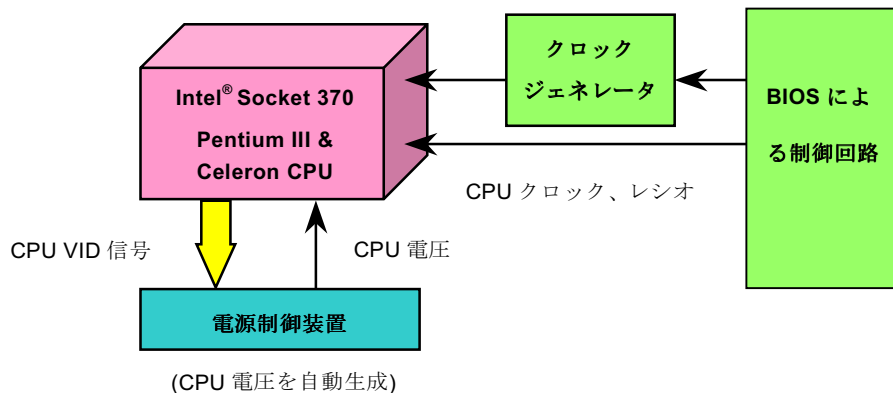 クロック
ジェネレータ
Intel® Socket 370
Pentium III &
Celeron CPU
BIOS によ
る制御回路
CPU クロック、レシオ
CPU VID 信号
CPU 電圧
電源制御装置
(CPU 電圧を自動生成)